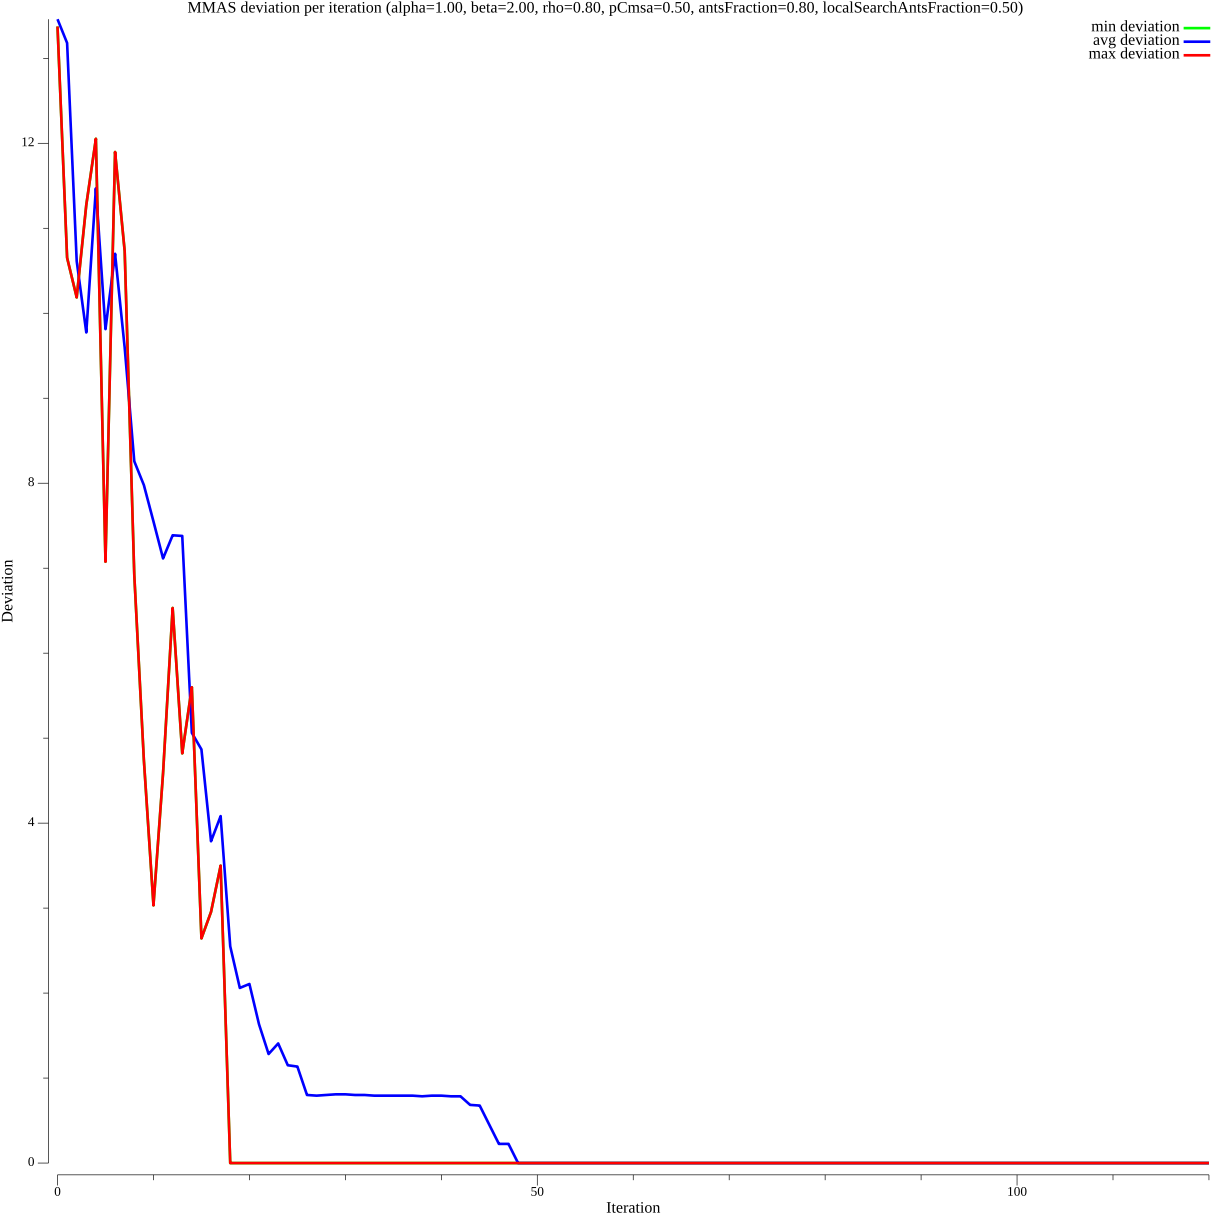 MMAS deviation per iteration (alpha=1.00, beta=2.00, rho=0.80, pCmsa=0.50, antsFraction=0.80, localSearchAntsFraction=0.50)
min deviation
avg deviation
max deviation
12
8
4
0
Deviation
0
50
100
Iteration